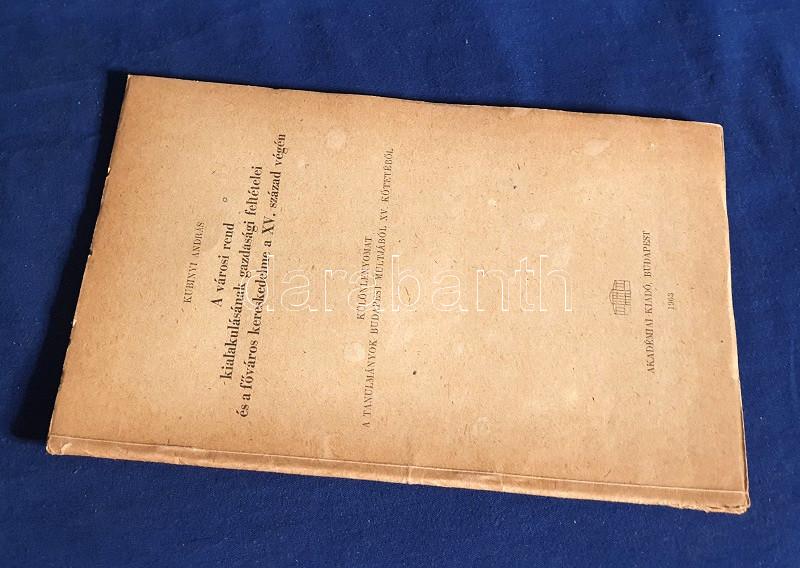 KUBINYI ANDRÁS
A városi rend
kialakulásának gazdasági feltételei
és a főváros kereskedelme a XV. század végén
KÜLÖNLENYOMAT
A TANULMÁNYOK BUDAPEST MÚLTJÁBÓL XV. KÖTETÉBŐL
AKADÉMIAI KIADÓ, BUDAPEST
1963
darabanth